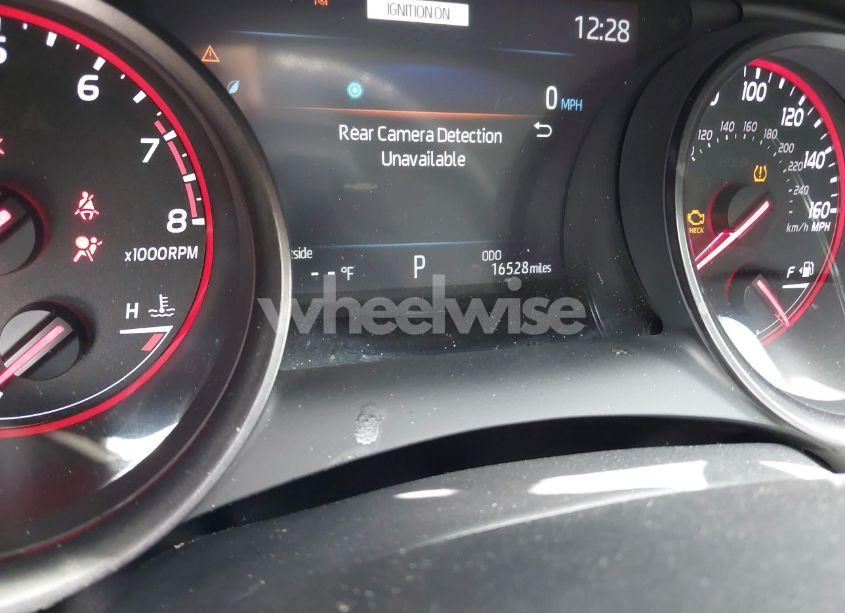 IGNITION ON
12:28
0 MPH
Rear Camera Detection
Unavailable
6
7
8
x1000RPM
H
-- °F
P
ODO
16528 miles
wheelwise
100
120
140
160
120
140
160
180
200
220
240
km/h MPH
CHECK
F